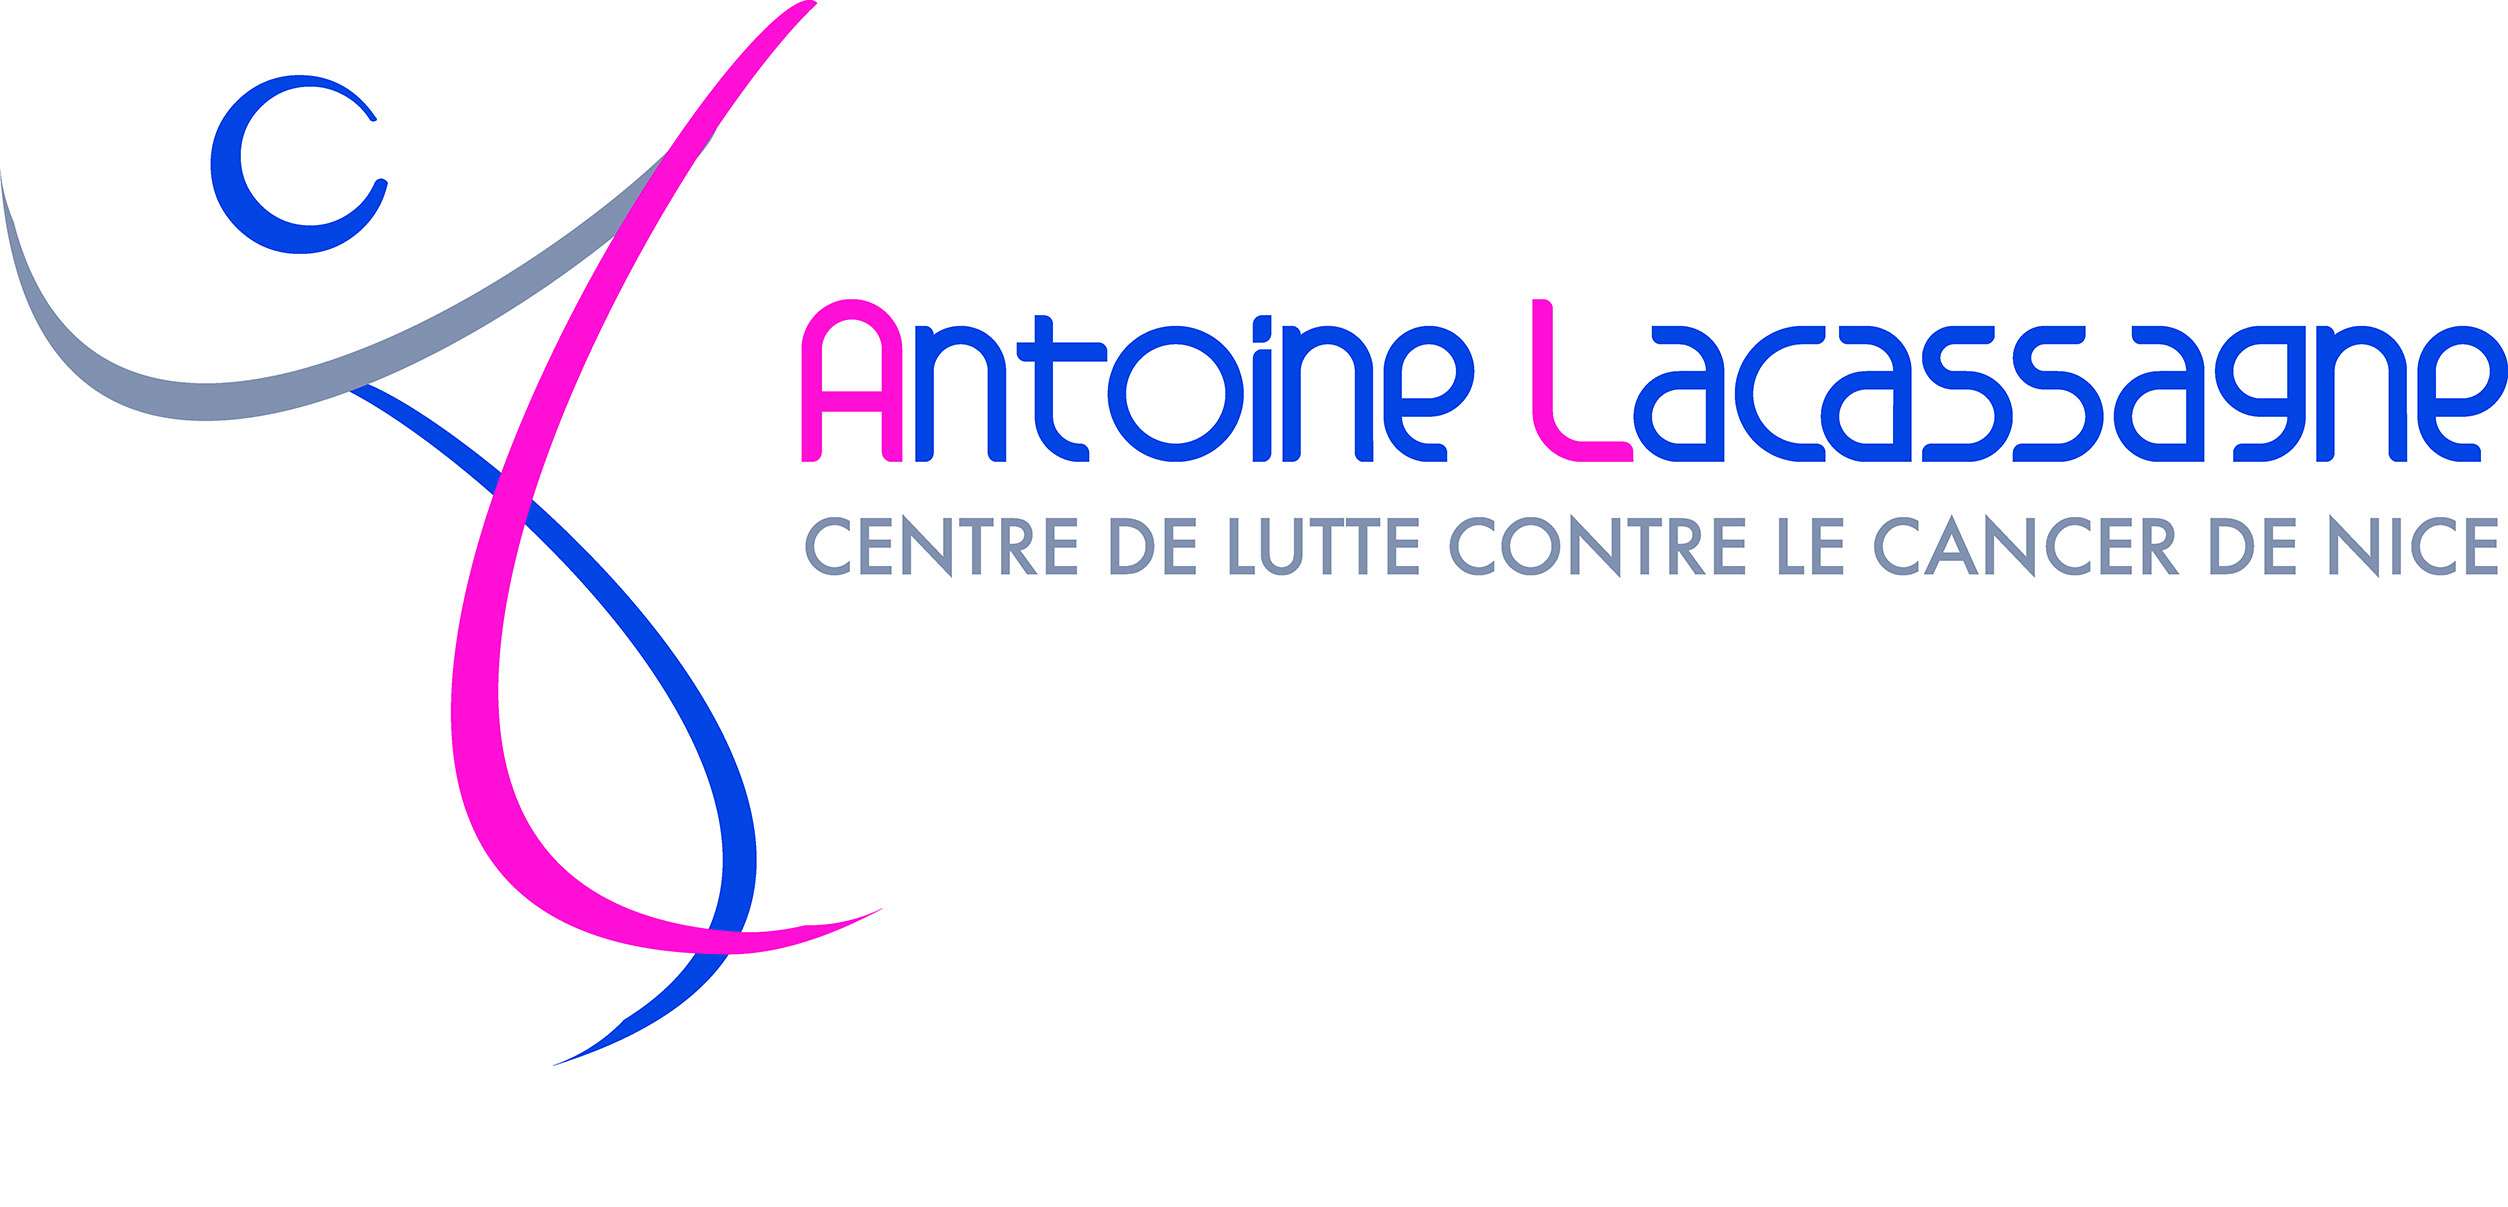 C
Antoine Lacassagne
CENTRE DE LUTTE CONTRE LE CANCER DE NICE